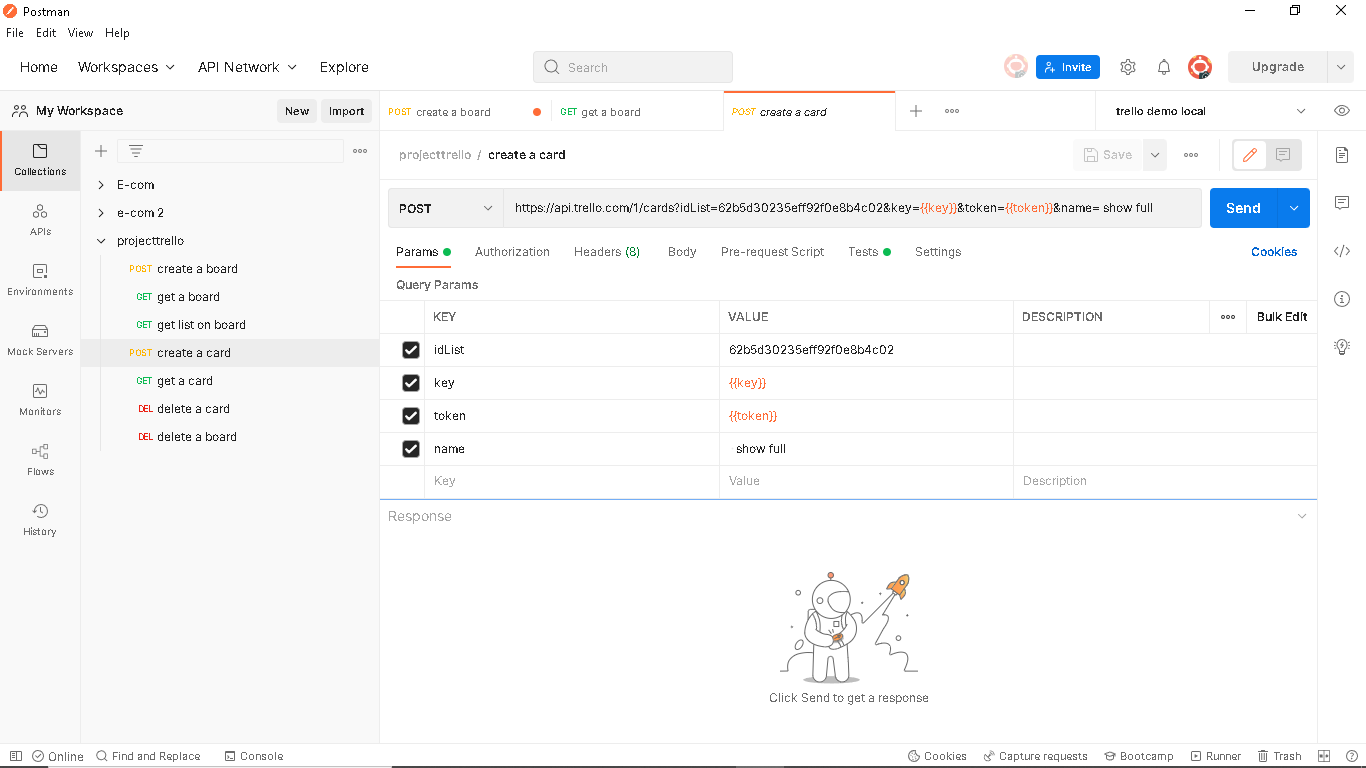 Postman
File Edit View Help
Home Workspaces API Network Explore Search Invite Upgrade
My Workspace New Import POST create a board GET get a board POST create a card trello demo local
Collections
APIs
Environments
Mock Servers
Monitors
Flows
History
E-com
e-com 2
projecttrello
POST create a board
GET get a board
GET get list on board
POST create a card
GET get a card
DEL delete a card
DEL delete a board
projecttrello / create a card Save
POST https://api.trello.com/1/cards?idList=62b5d30235eff92f0e8b4c02&key={{key}}&token={{token}}&name= show full Send
Params Authorization Headers (8) Body Pre-request Script Tests Settings Cookies
Query Params
KEY VALUE DESCRIPTION Bulk Edit
idList 62b5d30235eff92f0e8b4c02
key {{key}}
token {{token}}
name show full
Key Value Description
Response
Click Send to get a response
Online Find and Replace Console Cookies Capture requests Bootcamp Runner Trash